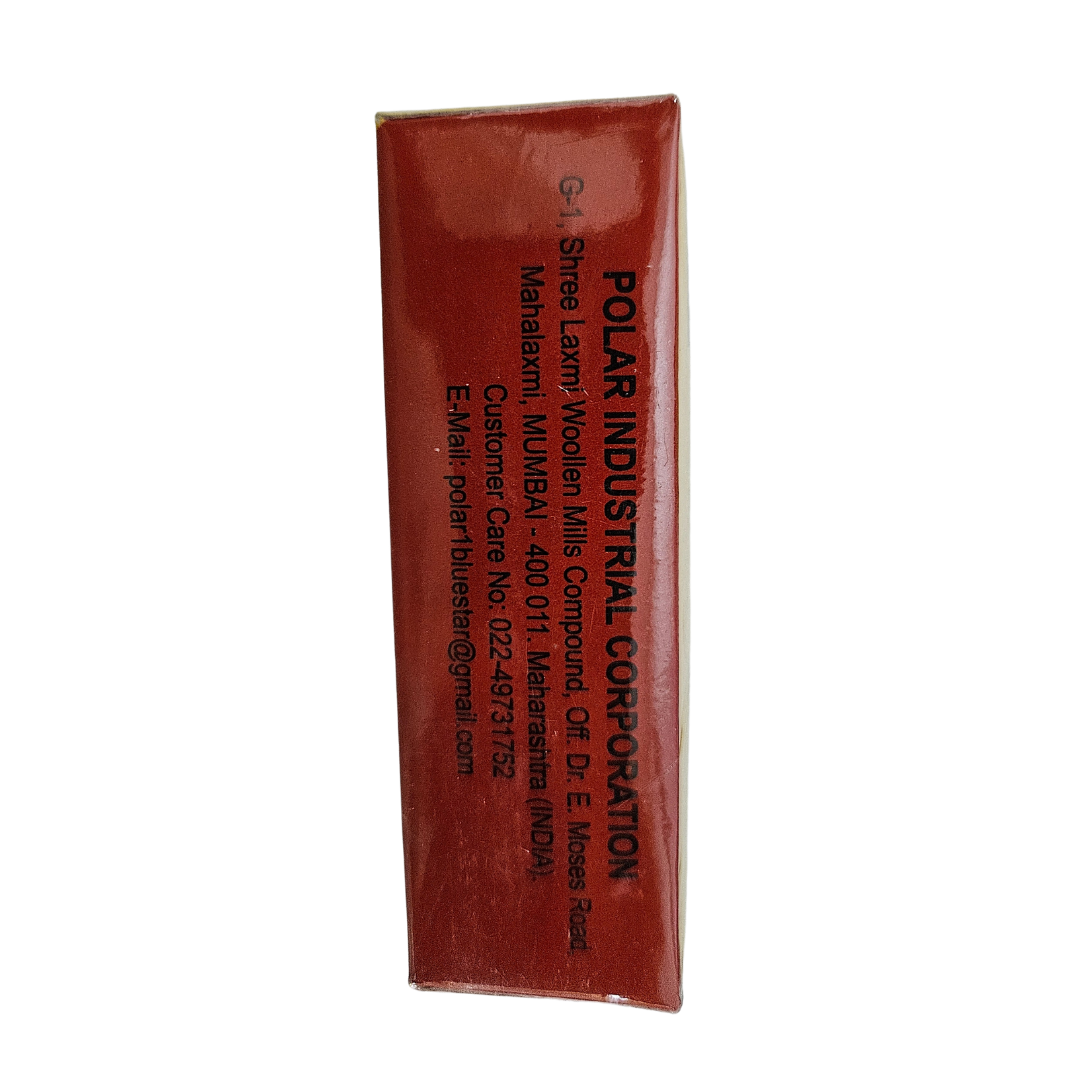 POLAR INDUSTRIAL CORPORATION
G-1, Shree Laxmi Woollen Mills Compound, Off. Dr. E. Moses Road,
Mahalaxmi, MUMBAI - 400 011. Maharashtra (INDIA).
Customer Care No: 022-49731752
E-Mail: polar1bluestar@gmail.com